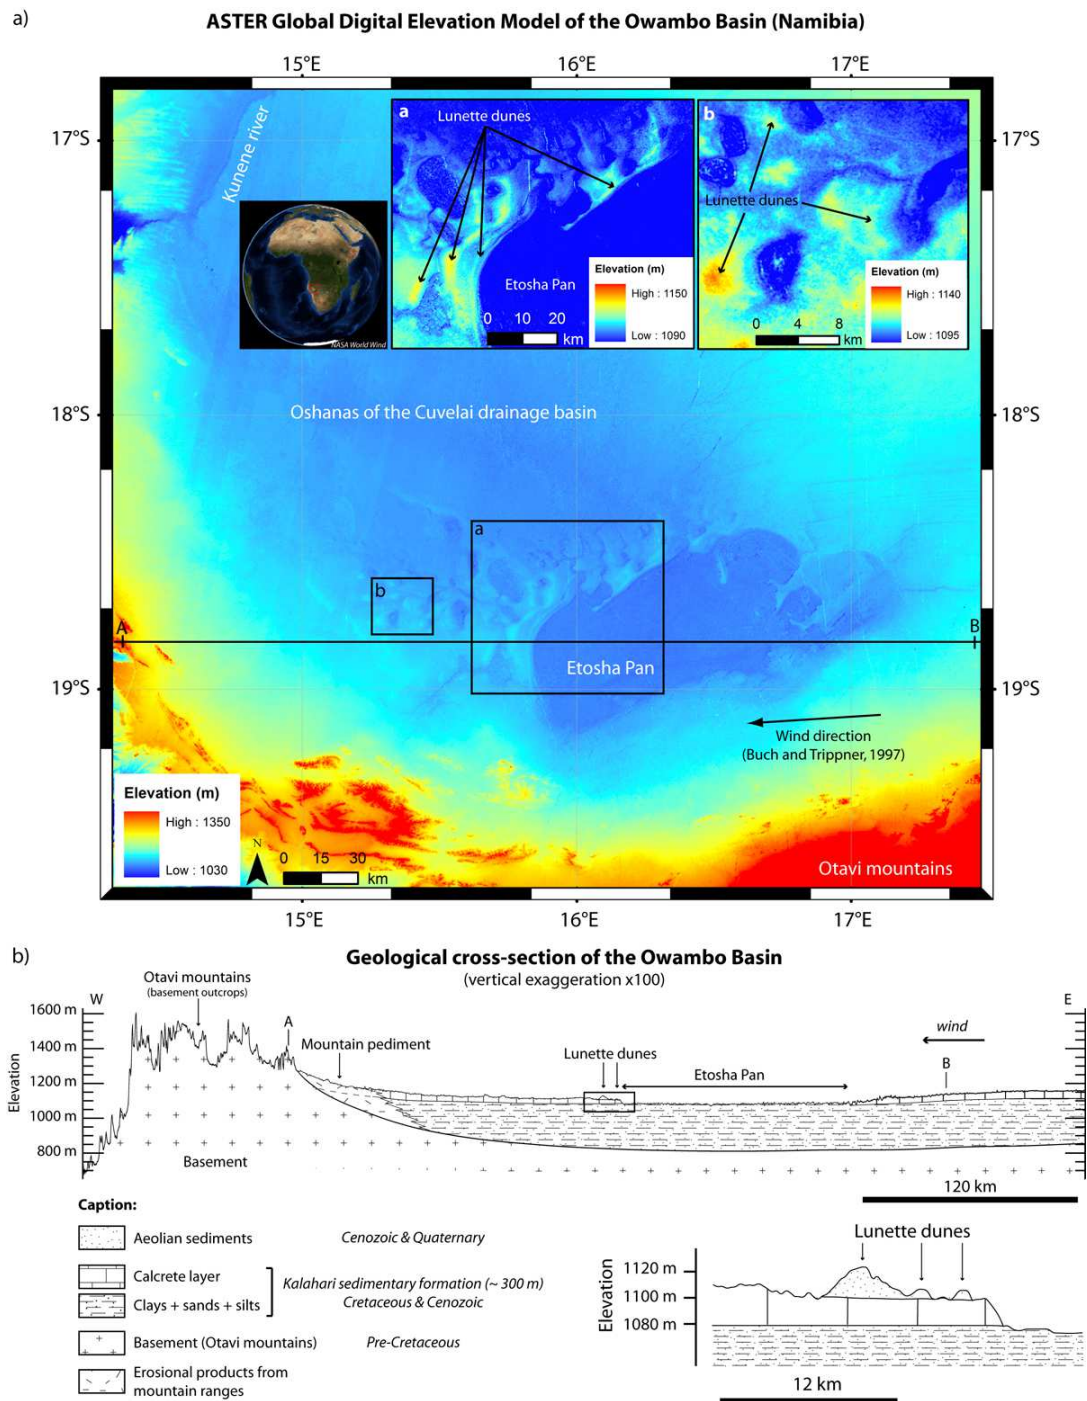 a)
ASTER Global Digital Elevation Model of the Owambo Basin (Namibia)
15°E
16°E
17°E
17°S
17°S
Kunene river
a
Lunette dunes
Etosha Pan
Elevation (m)
High : 1150
Low : 1090
0 10 20
km
b
Lunette dunes
Elevation (m)
High : 1140
Low : 1095
0 4 8
km
NASA World Wind
18°S
Oshanas of the Cuvelai drainage basin
18°S
a
b
A
B
Etosha Pan
19°S
19°S
Wind direction
(Buch and Trippner, 1997)
Elevation (m)
High : 1350
Low : 1030
N
0 15 30
km
Otavi mountains
15°E
16°E
17°E
b)
Geological cross-section of the Owambo Basin
(vertical exaggeration x100)
Otavi mountains
(basement outcrops)
W
E
1600 m
1400 m
1200 m
1000 m
800 m
Elevation
A
Mountain pediment
Lunette dunes
Etosha Pan
wind
B
Basement
120 km
Caption:
Aeolian sediments
Cenozoic & Quaternary
Calcrete layer
Clays + sands + silts
Kalahari sedimentary formation (~ 300 m)
Cretaceous & Cenozoic
Basement (Otavi mountains)
Pre-Cretaceous
Erosional products from
mountain ranges
Lunette dunes
Elevation
1120 m
1100 m
1080 m
12 km